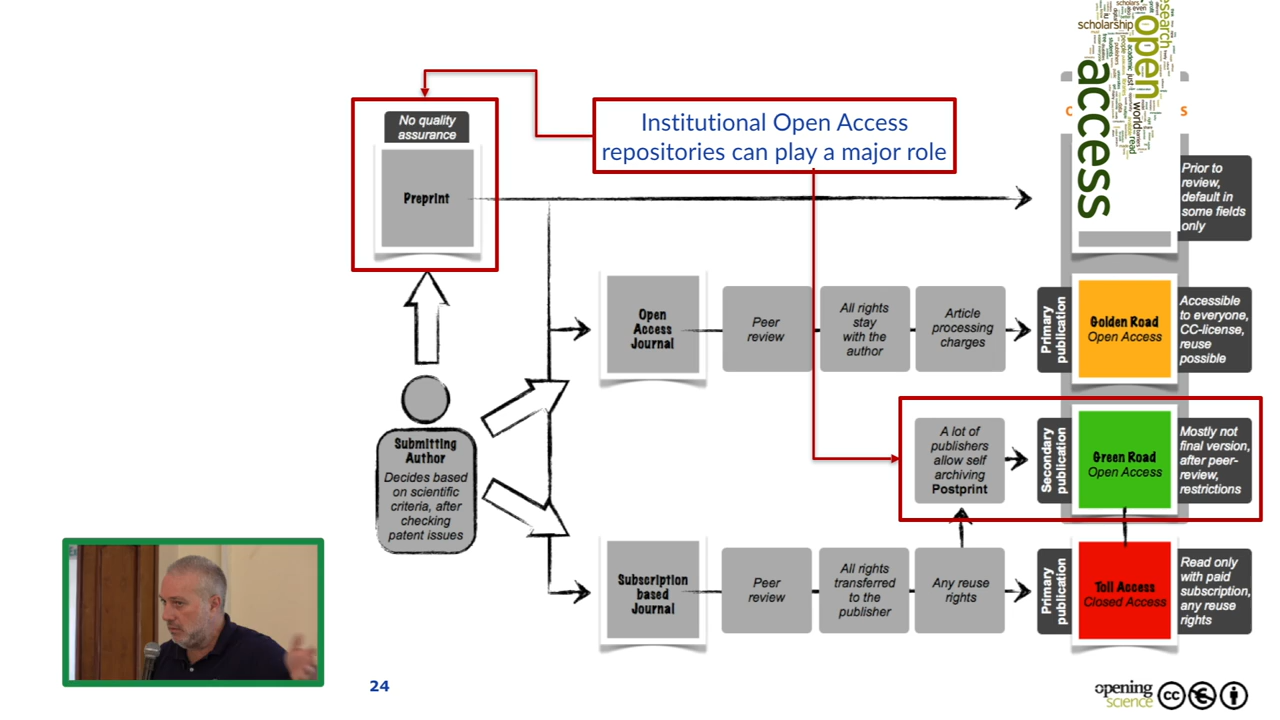 scholarship
research
open
access
world
read
No quality
assurance
Preprint
Institutional Open Access
repositories can play a major role
S
Prior to
review,
default in
some fields
only
Open
Access
Journal
Peer
review
All rights
stay
with the
author
Article
processing
charges
Primary
publication
Golden Road
Open Access
Accessible
to everyone,
CC-license,
reuse
possible
Submitting
Author
Decides based
on scientific
criteria, after
checking
patent issues
A lot of
publishers
allow self
archiving
Postprint
Secondary
publication
Green Road
Open Access
Mostly not
final version,
after peer-
review,
restrictions
Subscription
based
Journal
Peer
review
All rights
transferred
to the
publisher
Any reuse
rights
Primary
publication
Toll Access
Closed Access
Read only
with paid
subscription,
any reuse
rights
24
opening
science
cc